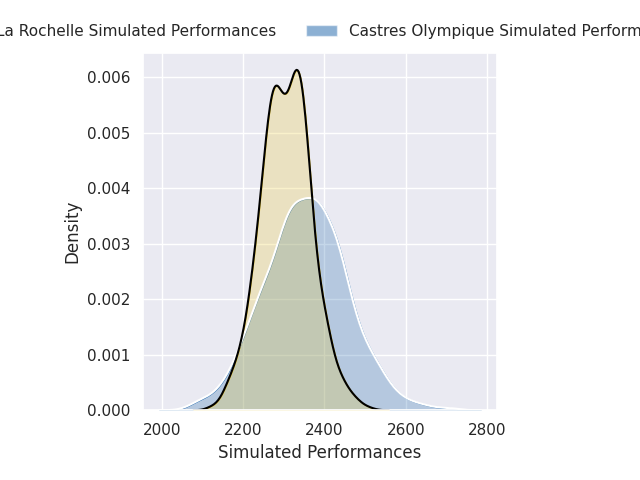 La Rochelle Simulated Performances Castres Olympique Simulated
0.006
0.005
0.004
0.003
0.002
0.001
0.000
Density
2000 2200 2400 2600 2800
Simulated Performances